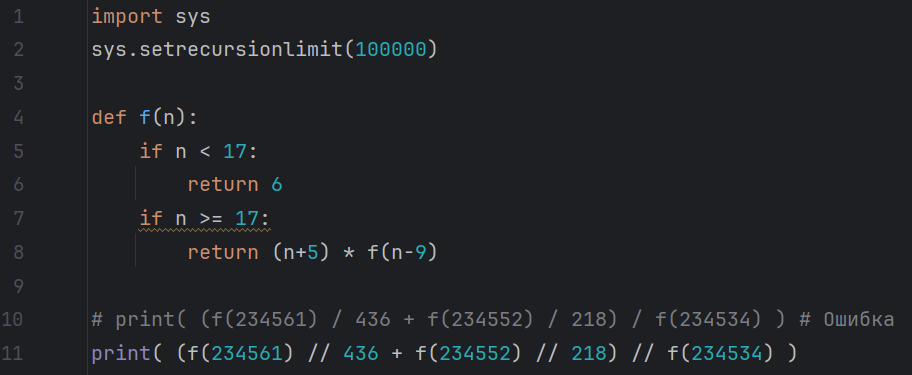 1 import sys
2 sys.setrecursionlimit(100000)
3
4 def f(n):
5     if n < 17:
6         return 6
7     if n >= 17:
8         return (n+5) * f(n-9)
9
10 # print( (f(234561) / 436 + f(234552) / 218) / f(234534) ) # Ошибка
11 print( (f(234561) // 436 + f(234552) // 218) // f(234534) )